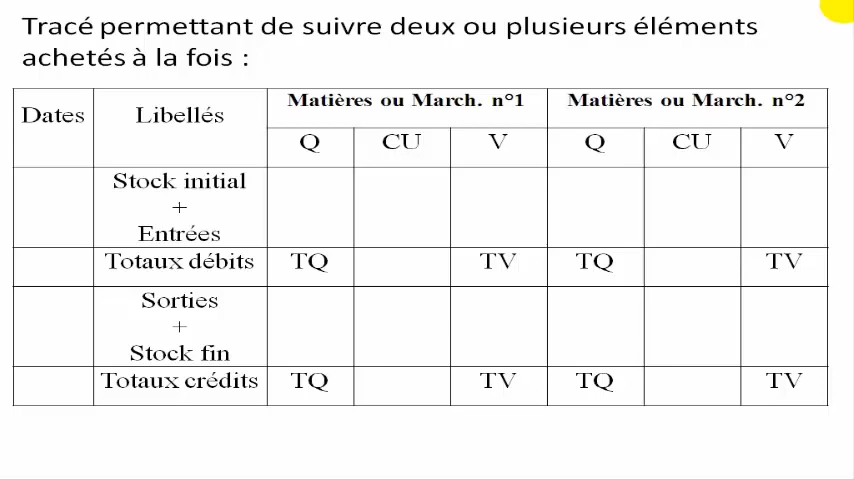 Tracé permettant de suivre deux ou plusieurs éléments
achetés à la fois :
Dates Libellés Matières ou March. n°1 Matières ou March. n°2
Q CU V Q CU V
Stock initial
+
Entrées
Totaux débits TQ TV TQ TV
Sorties
+
Stock fin
Totaux crédits TQ TV TQ TV